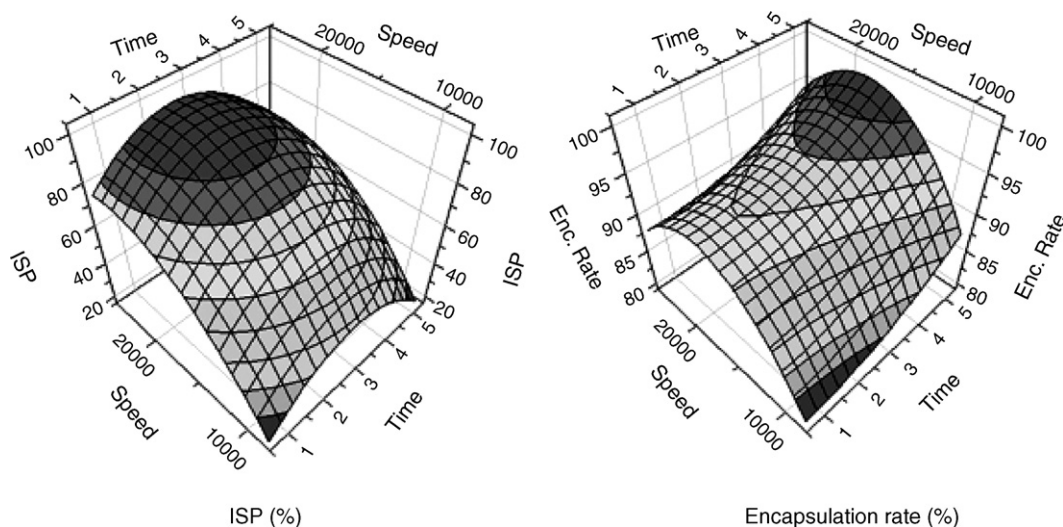 Time
1 2 3 4 5
20000
Speed
10000
100 80 60 40 20
ISP
100 80 60 40 20
ISP
20000
Speed
10000
1 2 3 4 5
Time
ISP (%)
Time
1 2 3 4 5
20000
Speed
10000
100 95 90 85 80
Enc. Rate
100 95 90 85 80
Enc. Rate
20000
Speed
10000
1 2 3 4 5
Time
Encapsulation rate (%)